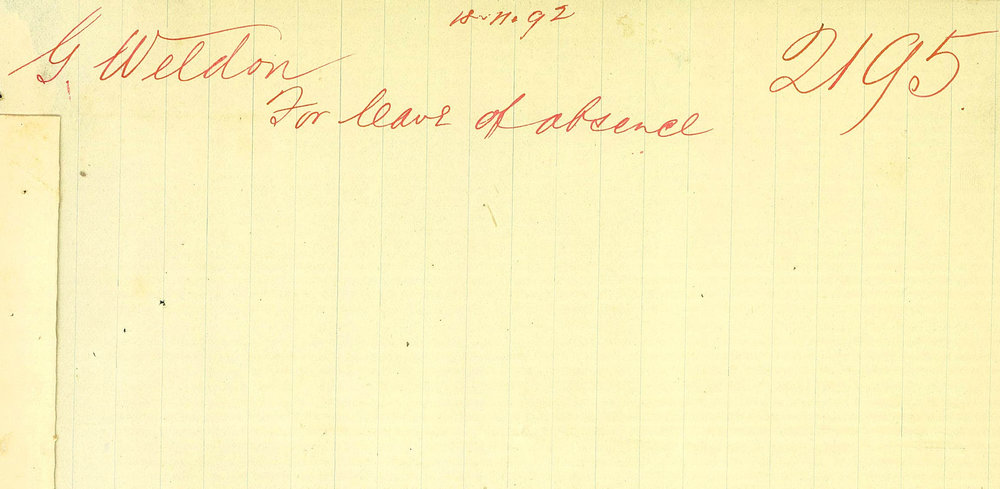 18.11.92
G. Weldon
2195
For leave of absence